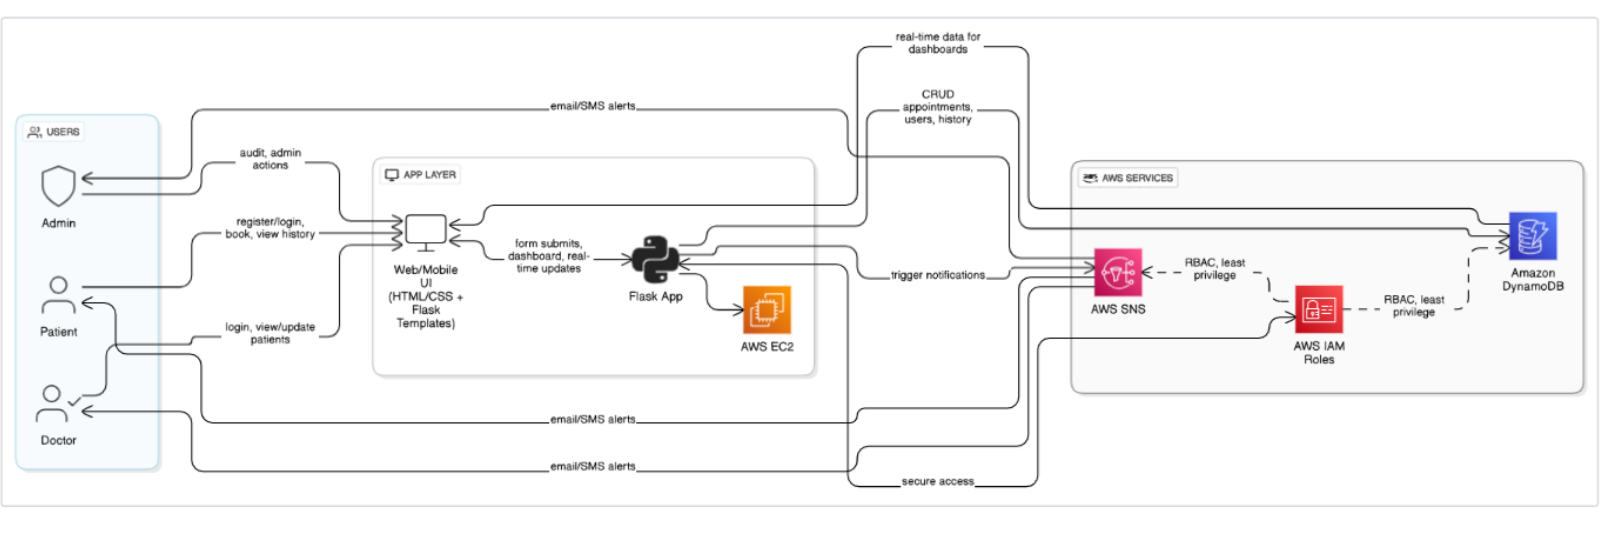 real-time data for
dashboards
CRUD
appointments,
users, history
email/SMS alerts
USERS
audit, admin
actions
APP LAYER
AWS SERVICES
Admin
register/login,
book, view history
form submits,
dashboard, real-
time updates
Web/Mobile
UI
(HTML/CSS +
Flask
Templates)
Flask App
trigger notifications
RBAC, least
privilege
Amazon
DynamoDB
AWS SNS
RBAC, least
privilege
Patient
login, view/update
patients
AWS EC2
AWS IAM
Roles
email/SMS alerts
Doctor
email/SMS alerts
secure access